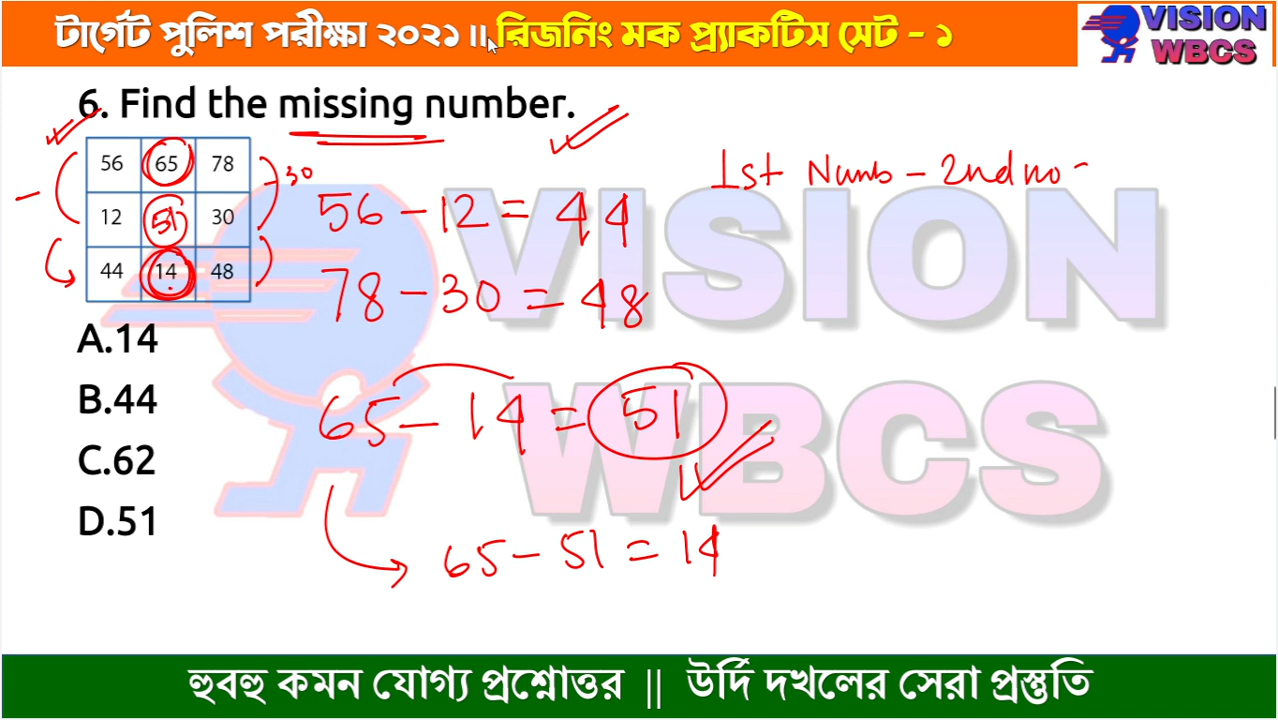 টার্গেট পুলিশ পরীক্ষা ২০২১ ॥ রিজনিং মক প্র্যাকটিস সেট - ১
VISION
WBCS
6. Find the missing number.
56 65 78
12 51 30
44 14 48
30
1st Numb - 2nd no -
56 - 12 = 44
78 - 30 = 48
65 - 14 = 51
65 - 51 = 14
A.14
B.44
C.62
D.51
VISION
WBCS
হুবহু কমন যোগ্য প্রশ্নোত্তর || উর্দি দখলের সেরা প্রস্তুতি